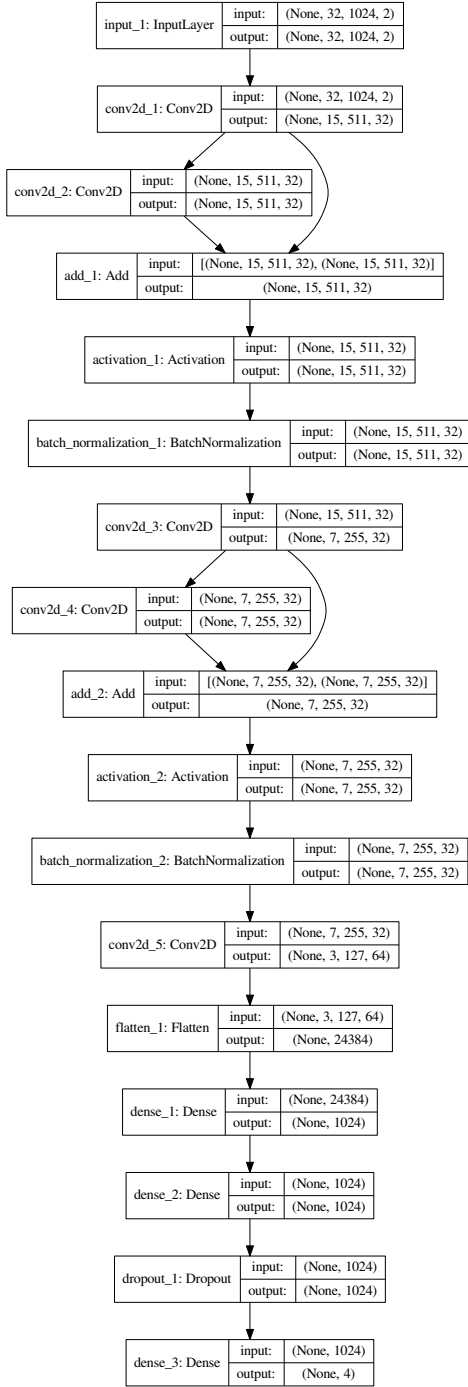 input_1: InputLayer
input: (None, 32, 1024, 2)
output: (None, 32, 1024, 2)
conv2d_1: Conv2D
input: (None, 32, 1024, 2)
output: (None, 15, 511, 32)
conv2d_2: Conv2D
input: (None, 15, 511, 32)
output: (None, 15, 511, 32)
add_1: Add
input: [(None, 15, 511, 32), (None, 15, 511, 32)]
output: (None, 15, 511, 32)
activation_1: Activation
input: (None, 15, 511, 32)
output: (None, 15, 511, 32)
batch_normalization_1: BatchNormalization
input: (None, 15, 511, 32)
output: (None, 15, 511, 32)
conv2d_3: Conv2D
input: (None, 15, 511, 32)
output: (None, 7, 255, 32)
conv2d_4: Conv2D
input: (None, 7, 255, 32)
output: (None, 7, 255, 32)
add_2: Add
input: [(None, 7, 255, 32), (None, 7, 255, 32)]
output: (None, 7, 255, 32)
activation_2: Activation
input: (None, 7, 255, 32)
output: (None, 7, 255, 32)
batch_normalization_2: BatchNormalization
input: (None, 7, 255, 32)
output: (None, 7, 255, 32)
conv2d_5: Conv2D
input: (None, 7, 255, 32)
output: (None, 3, 127, 64)
flatten_1: Flatten
input: (None, 3, 127, 64)
output: (None, 24384)
dense_1: Dense
input: (None, 24384)
output: (None, 1024)
dense_2: Dense
input: (None, 1024)
output: (None, 1024)
dropout_1: Dropout
input: (None, 1024)
output: (None, 1024)
dense_3: Dense
input: (None, 1024)
output: (None, 4)